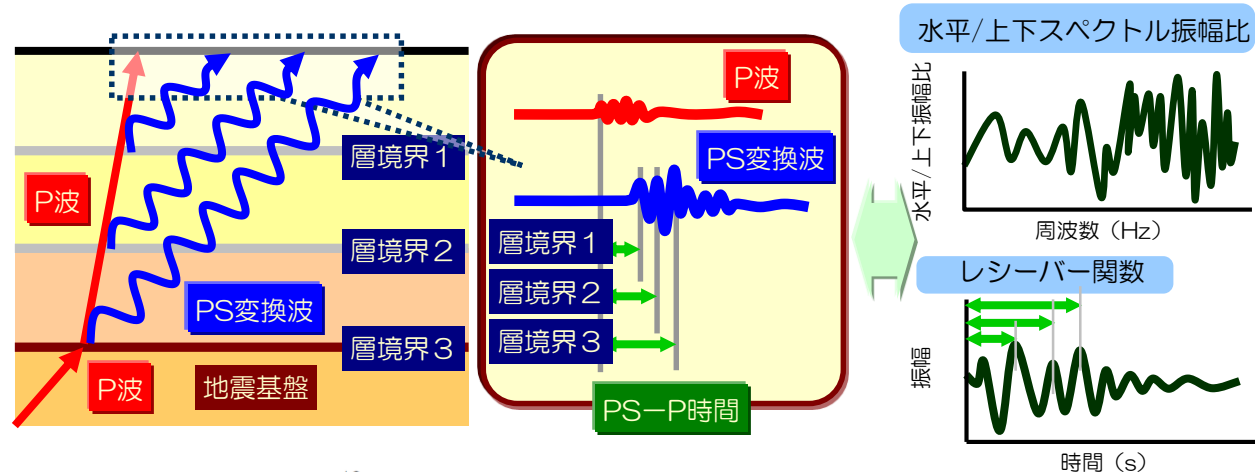 P波
P波
PS変換波
地震基盤
層境界1
層境界2
層境界3
P波
PS変換波
層境界1
層境界2
層境界3
PS－P時間
水平/上下スペクトル振幅比
水平/上下振幅比
周波数（Hz）
レシーバー関数
振幅
時間（s）